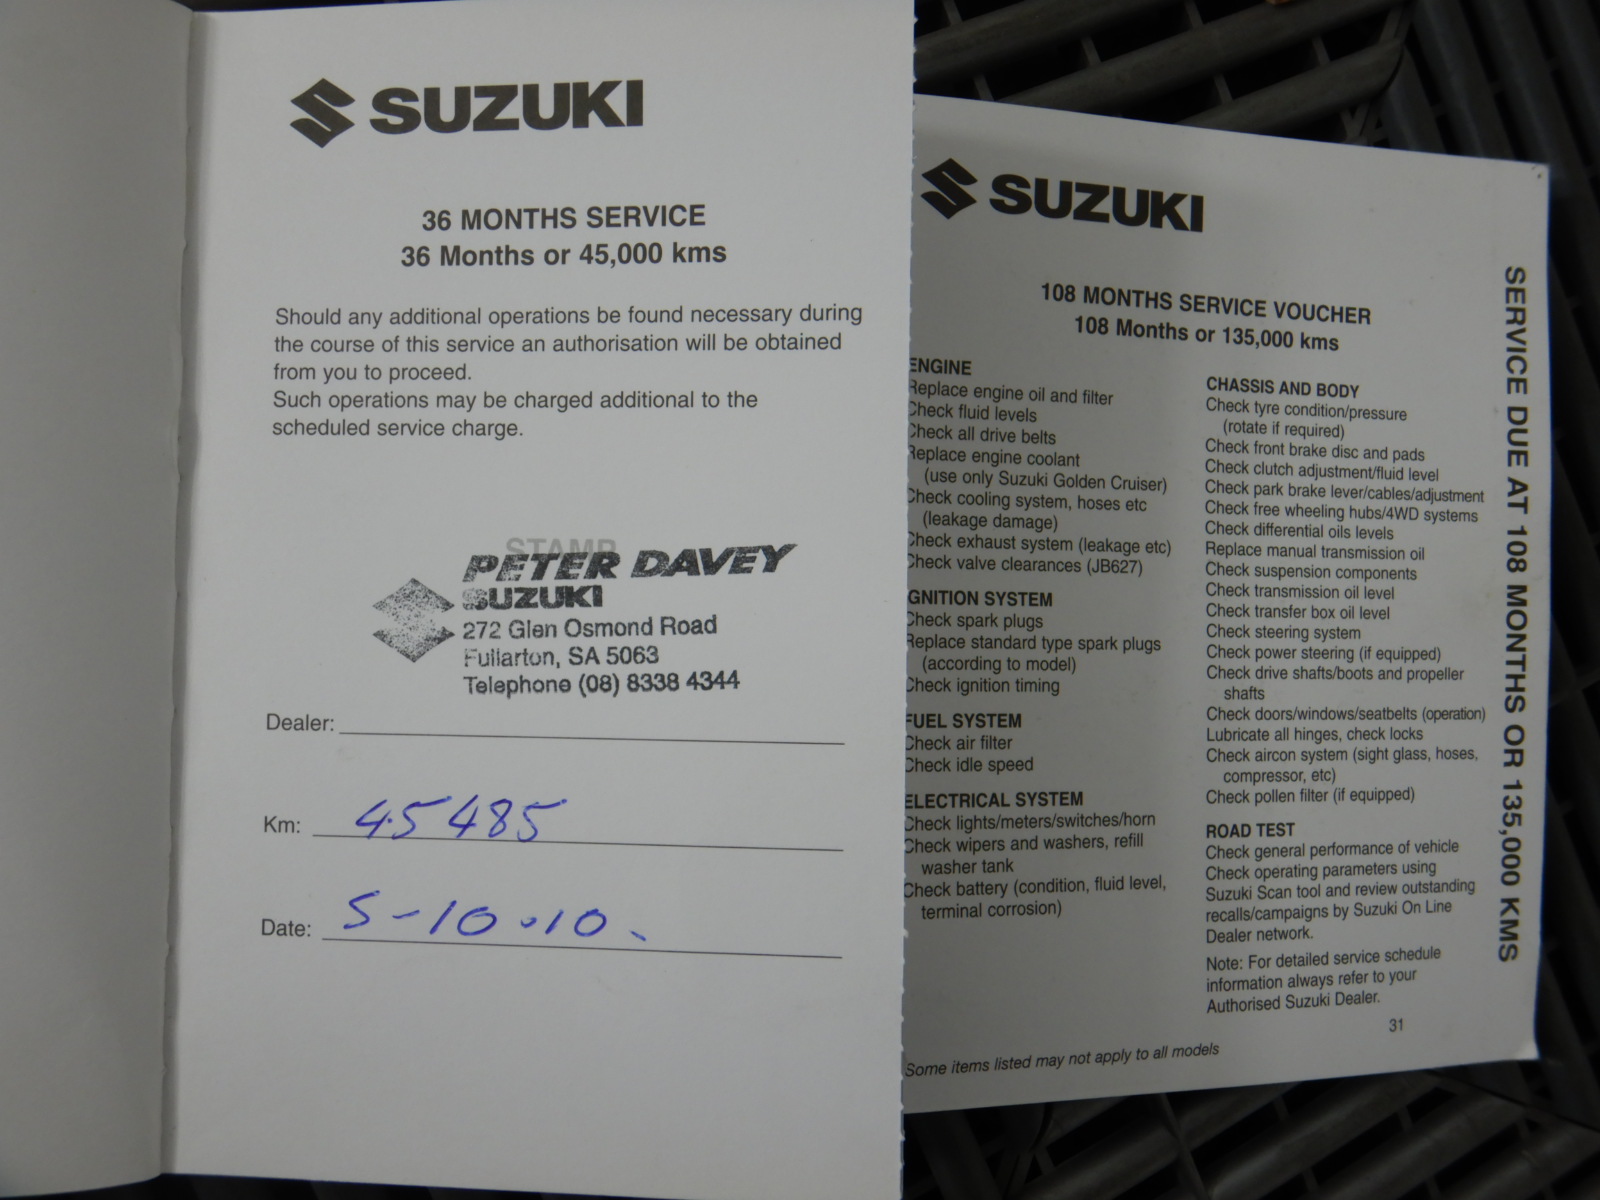 SUZUKI
36 MONTHS SERVICE
36 Months or 45,000 kms
Should any additional operations be found necessary during
the course of this service an authorisation will be obtained
from you to proceed.
Such operations may be charged additional to the
scheduled service charge.
STAMP
PETER DAVEY
SUZUKI
272 Glen Osmond Road
Fullarton, SA 5063
Telephone (08) 8338 4344
Dealer:
Km: 45485
Date: 5-10.10.
SUZUKI
108 MONTHS SERVICE VOUCHER
108 Months or 135,000 kms
ENGINE
Replace engine oil and filter
Check fluid levels
Check all drive belts
Replace engine coolant
(use only Suzuki Golden Cruiser)
Check cooling system, hoses etc
(leakage damage)
Check exhaust system (leakage etc)
Check valve clearances (JB627)
IGNITION SYSTEM
Check spark plugs
Replace standard type spark plugs
(according to model)
Check ignition timing
FUEL SYSTEM
Check air filter
Check idle speed
ELECTRICAL SYSTEM
Check lights/meters/switches/horn
Check wipers and washers, refill
washer tank
Check battery (condition, fluid level,
terminal corrosion)
CHASSIS AND BODY
Check tyre condition/pressure
(rotate if required)
Check front brake disc and pads
Check clutch adjustment/fluid level
Check park brake lever/cables/adjustment
Check free wheeling hubs/4WD systems
Check differential oils levels
Replace manual transmission oil
Check suspension components
Check transmission oil level
Check transfer box oil level
Check steering system
Check power steering (if equipped)
Check drive shafts/boots and propeller
shafts
Check doors/windows/seatbelts (operation)
Lubricate all hinges, check locks
Check aircon system (sight glass, hoses,
compressor, etc)
Check pollen filter (if equipped)
ROAD TEST
Check general performance of vehicle
Check operating parameters using
Suzuki Scan tool and review outstanding
recalls/campaigns by Suzuki On Line
Dealer network.
Note: For detailed service schedule
information always refer to your
Authorised Suzuki Dealer.
31
Some items listed may not apply to all models
SERVICE DUE AT 108 MONTHS OR 135,000 KMS